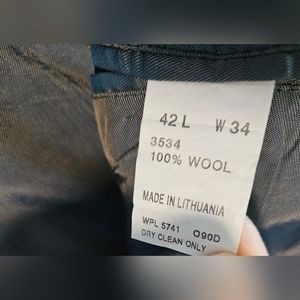 42 L W 34
3534
100% WOOL
MADE IN LITHUANIA
WPL 5741 O90D
DRY CLEAN ONLY